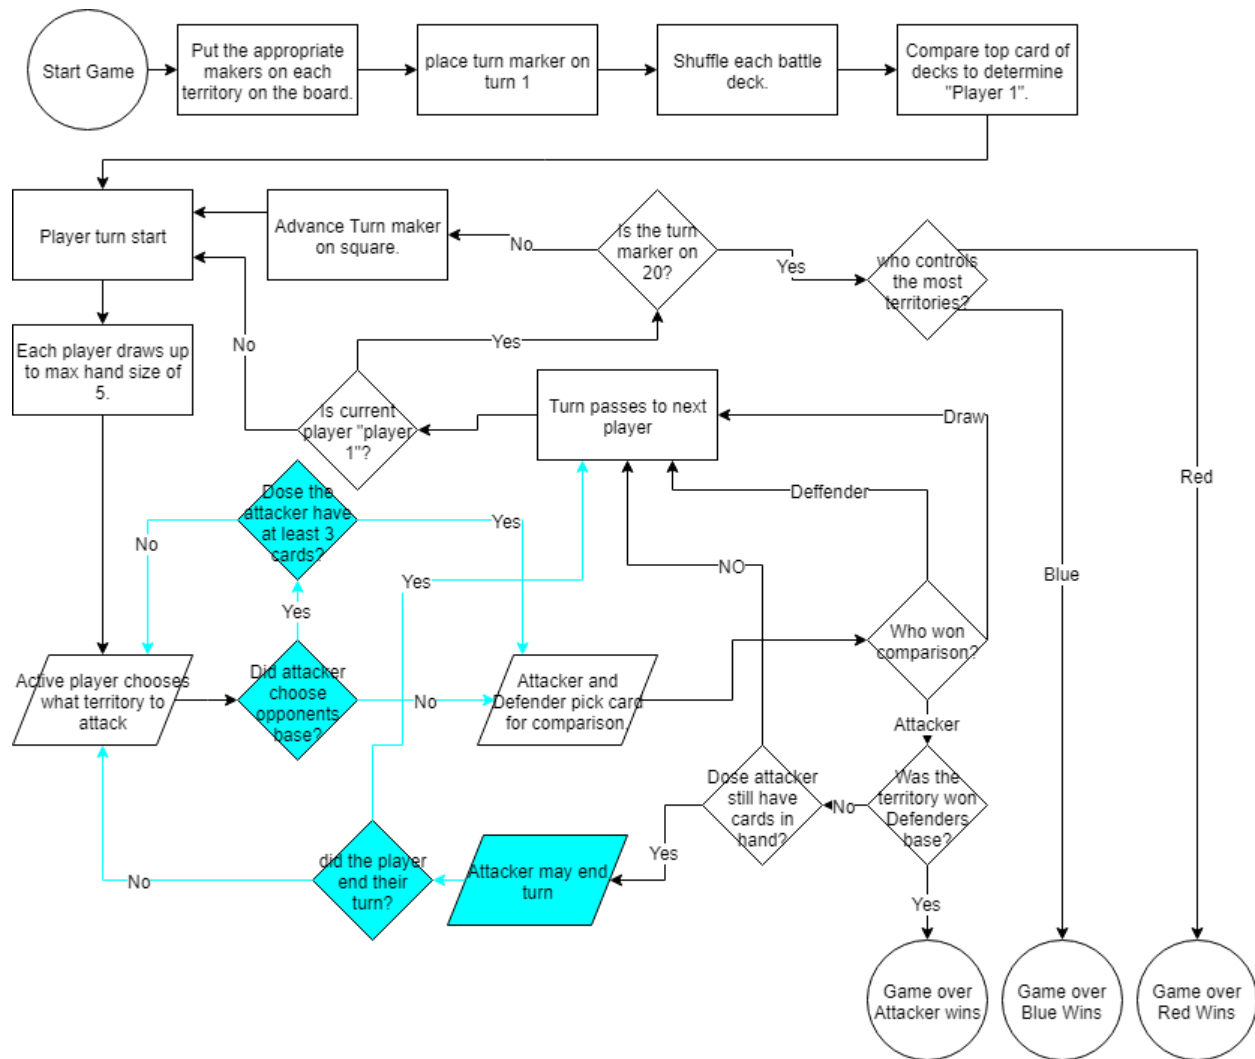 Start Game
Put the appropriate
makers on each
territory on the board.
place turn marker on
turn 1
Shuffle each battle
deck.
Compare top card of
decks to determine
"Player 1".
Player turn start
Advance Turn maker
on square.
No
Is the turn
marker on
20?
Yes
who controls
the most
territories?
Each player draws up
to max hand size of
5.
No
Yes
Is current
player "player
1"?
Turn passes to next
player
Draw
Red
Deffender
Dose the
attacker have
at least 3
cards?
No
Yes
Yes
NO
Blue
Yes
Who won
comparison?
Active player chooses
what territory to
attack
Did attacker
choose
opponents
base?
No
Attacker and
Defender pick card
for comparison.
Attacker
Dose attacker
still have
cards in
hand?
No
Was the
territory won
Defenders
base?
Yes
did the player
end their
turn?
No
Attacker may end
turn
Yes
Game over
Attacker wins
Game over
Blue Wins
Game over
Red Wins